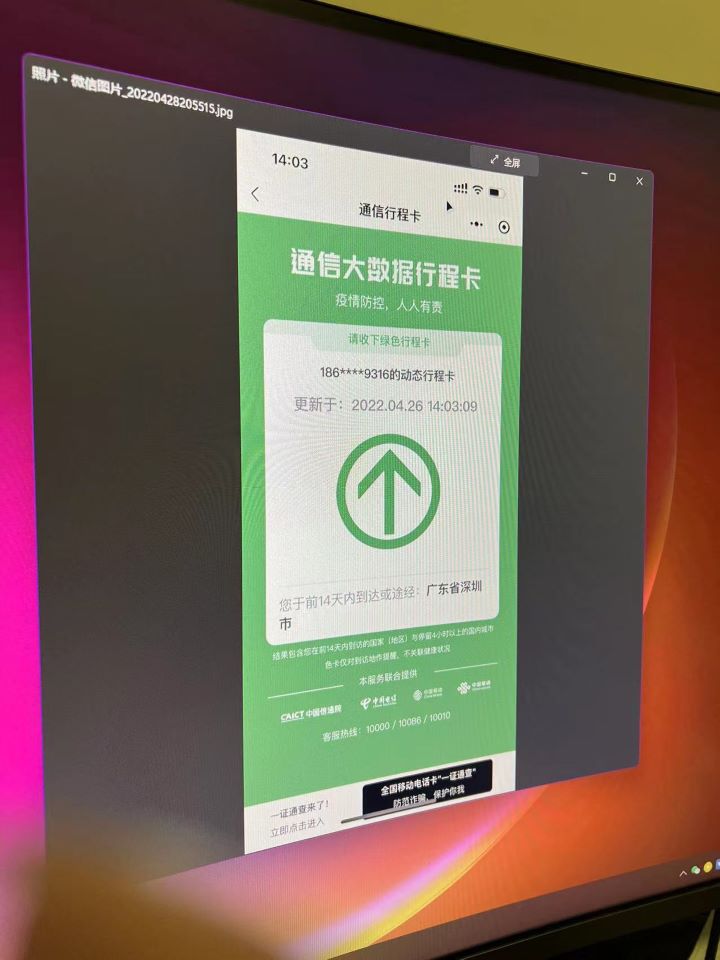 照片 - 微信图片_20220428205515.jpg
全屏
14:03
通信行程卡
通信大数据行程卡
疫情防控，人人有责
请收下绿色行程卡
186****9316的动态行程卡
更新于：2022.04.26 14:03:09
您于前14天内到达或途经：广东省深圳
市
结果包含您在前14天内到访的国家（地区）与停留4小时以上的国内城市
色卡仅对到访地作提醒，不关联健康状况
本服务联合提供
CAICT 中国信通院 中国电信 中国移动
客服热线：10000 / 10086 / 10010
一证通查来了！
立即点击进入
全国移动电话卡“一证通查”
防范诈骗，保护你我